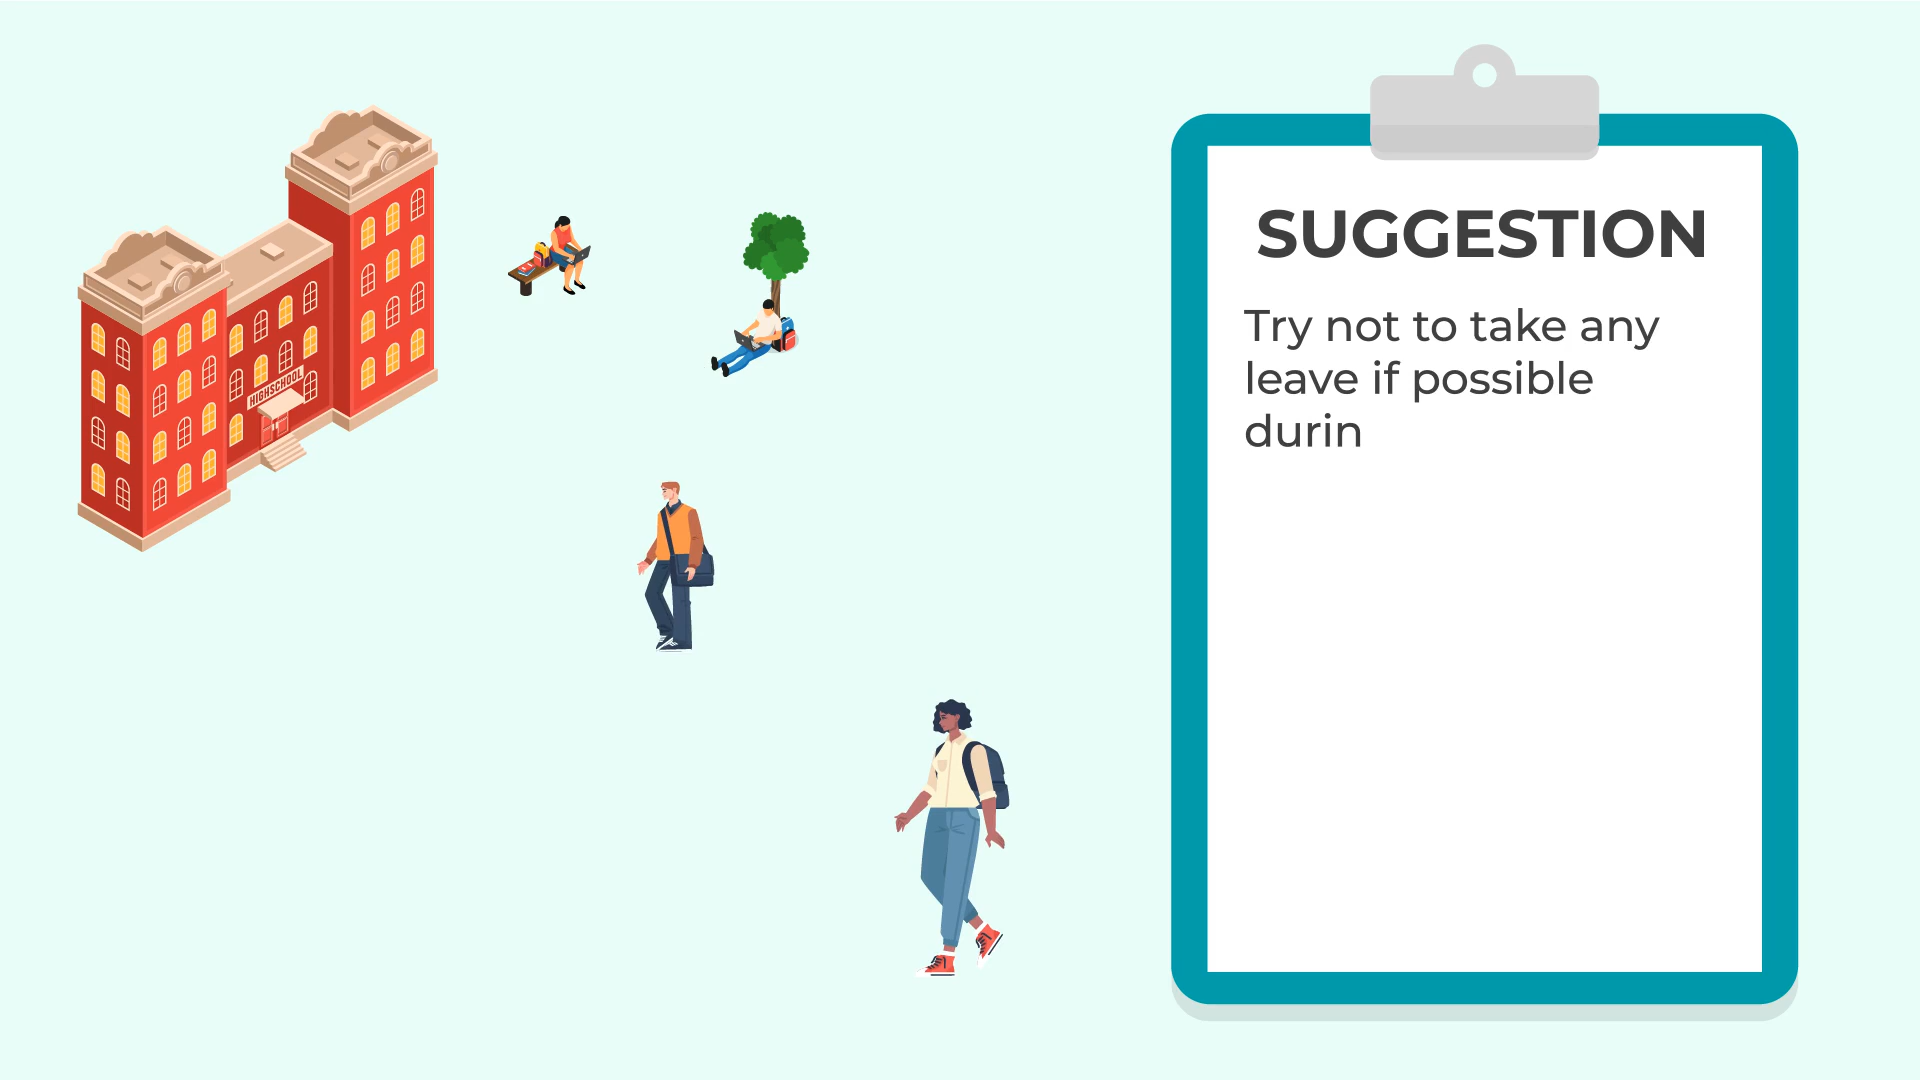 HIGHSCHOOL
SUGGESTION
Try not to take any
leave if possible
durin